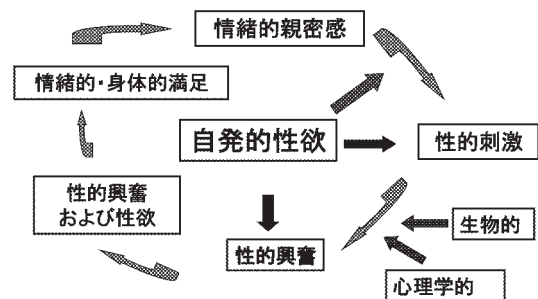 情緒的親密感
情緒的・身体的満足
自発的性欲
性的刺激
性的興奮
および性欲
性的興奮
生物的
心理学的